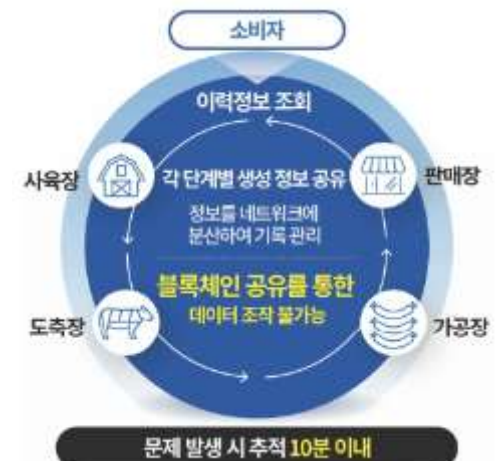 소비자
이력정보 조회
사육장
각 단계별 생성 정보 공유
판매장
정보를 네트워크에
분산하여 기록 관리
블록체인 공유를 통한
데이터 조작 불가능
도축장
가공장
문제 발생 시 추적 10분 이내